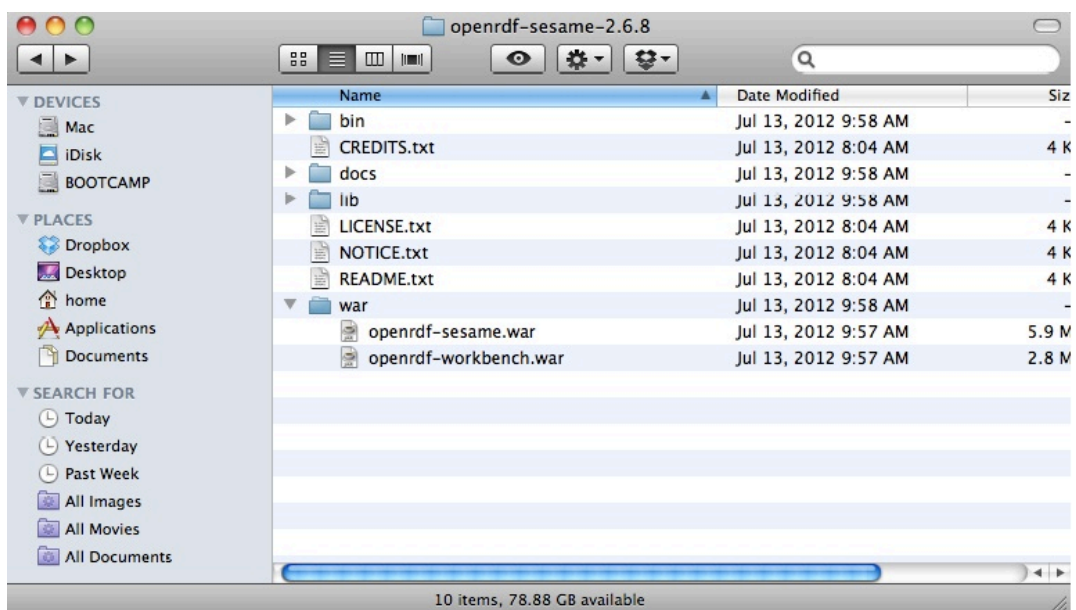 openrdf-sesame-2.6.8
DEVICES
Mac
iDisk
BOOTCAMP
PLACES
Dropbox
Desktop
home
Applications
Documents
SEARCH FOR
Today
Yesterday
Past Week
All Images
All Movies
All Documents
Name Date Modified Siz
bin Jul 13, 2012 9:58 AM -
CREDITS.txt Jul 13, 2012 8:04 AM 4 K
docs Jul 13, 2012 9:58 AM -
lib Jul 13, 2012 9:58 AM -
LICENSE.txt Jul 13, 2012 8:04 AM 4 K
NOTICE.txt Jul 13, 2012 8:04 AM 4 K
README.txt Jul 13, 2012 8:04 AM 4 K
war Jul 13, 2012 9:58 AM -
openrdf-sesame.war Jul 13, 2012 9:57 AM 5.9 M
openrdf-workbench.war Jul 13, 2012 9:57 AM 2.8 M
10 items, 78.88 GB available